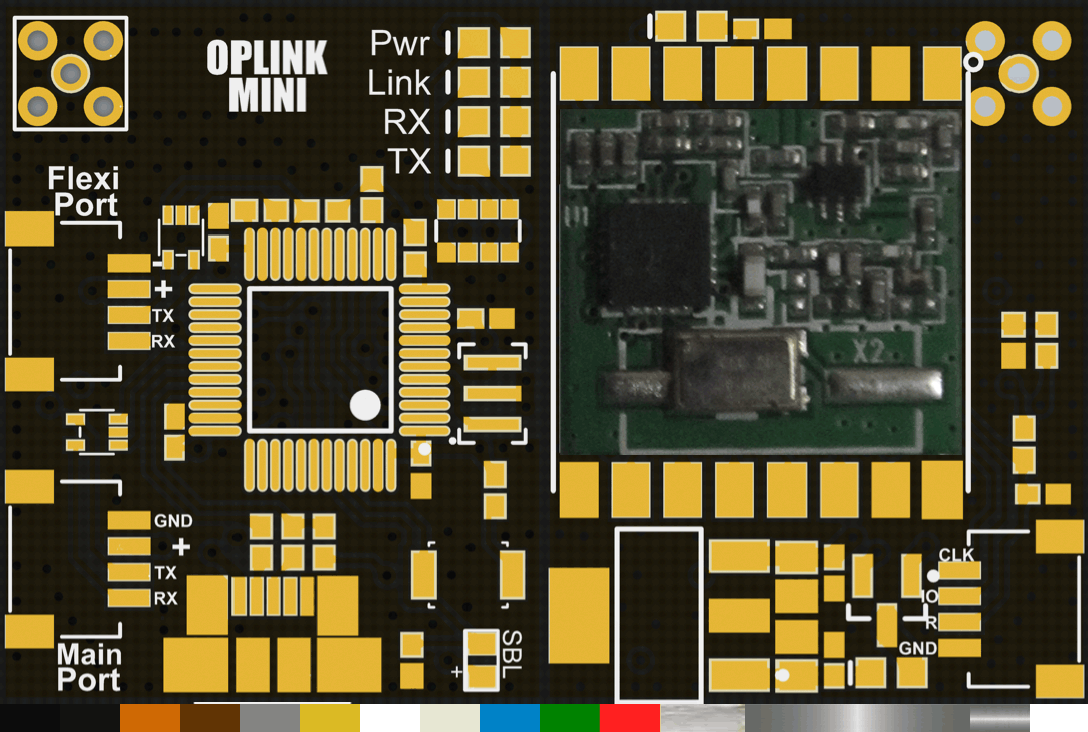 OPLINK
MINI
Pwr
Link
RX
TX
Flexi
Port
-
+
TX
RX
X2
GND
+
TX
RX
Main
Port
+
SBL
CLK
IO
R
GND